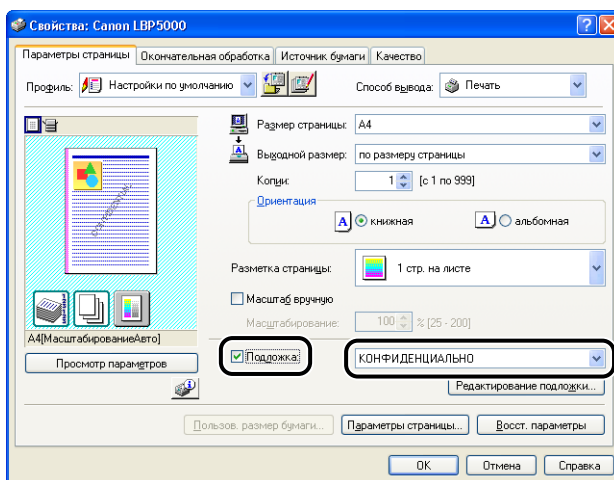 Свойства: Canon LBP5000
Параметры страницы Окончательная обработка Источник бумаги Качество
Профиль: Настройки по умолчанию Способ вывода: Печать
Размер страницы: A4
Выходной размер: по размеру страницы
Копии: 1 [с 1 по 999]
Ориентация
A книжная A альбомная
Разметка страницы: 1 стр. на листе
Масштаб вручную
Масштабирование: 100 % [25 - 200]
CONFIDENTIAL
A4[МасштабированиеАвто]
Просмотр параметров
Подложка: КОНФИДЕНЦИАЛЬНО
Редактирование подложки...
Пользов. размер бумаги... Параметры страницы... Восст. параметры
OK Отмена Справка